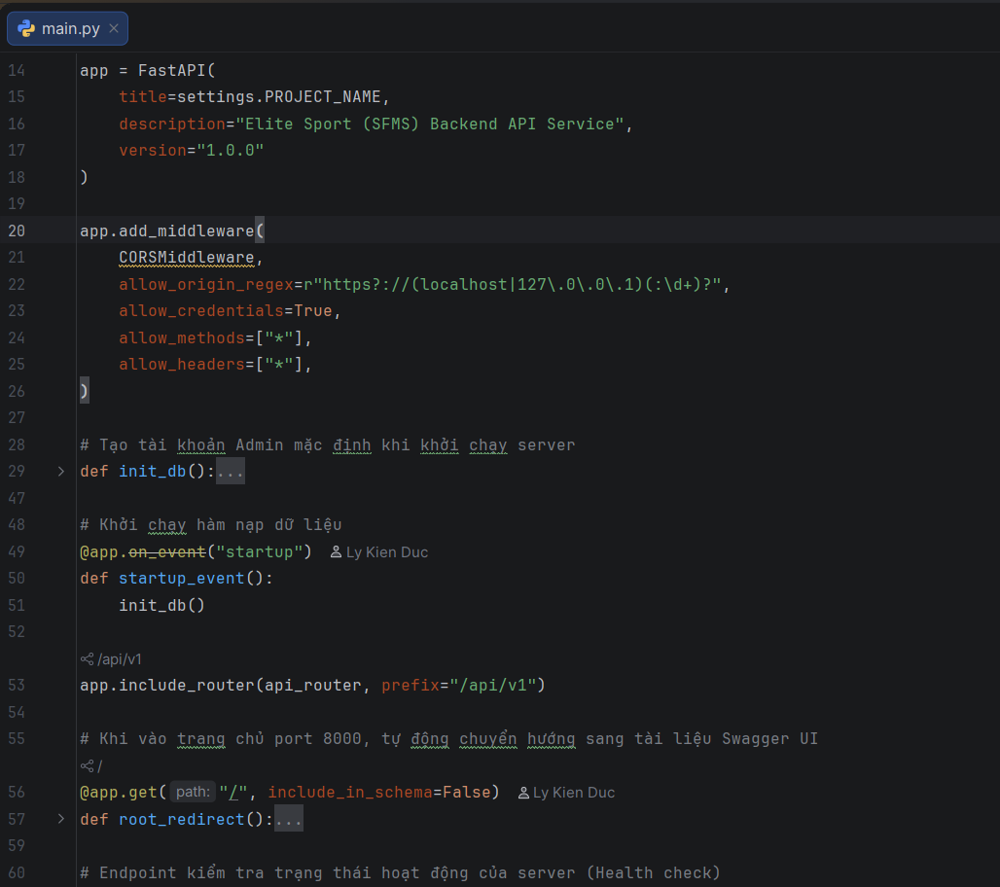 main.py
14 app = FastAPI(
15     title=settings.PROJECT_NAME,
16     description="Elite Sport (SFMS) Backend API Service",
17     version="1.0.0"
18 )
19
20 app.add_middleware(
21     CORSMiddleware,
22     allow_origin_regex=r"https?://(localhost|127\.0\.0\.1)(:\d+)?",
23     allow_credentials=True,
24     allow_methods=["*"],
25     allow_headers=["*"],
26 )
27
28 # Tạo tài khoản Admin mặc định khi khởi chạy server
29 def init_db():...
47
48 # Khởi chạy hàm nạp dữ liệu
49 @app.on_event("startup") Ly Kien Duc
50 def startup_event():
51     init_db()
52
/api/v1
53 app.include_router(api_router, prefix="/api/v1")
54
55 # Khi vào trang chủ port 8000, tự động chuyển hướng sang tài liệu Swagger UI
/
56 @app.get( path: "/", include_in_schema=False) Ly Kien Duc
57 def root_redirect():...
59
60 # Endpoint kiểm tra trạng thái hoạt động của server (Health check)